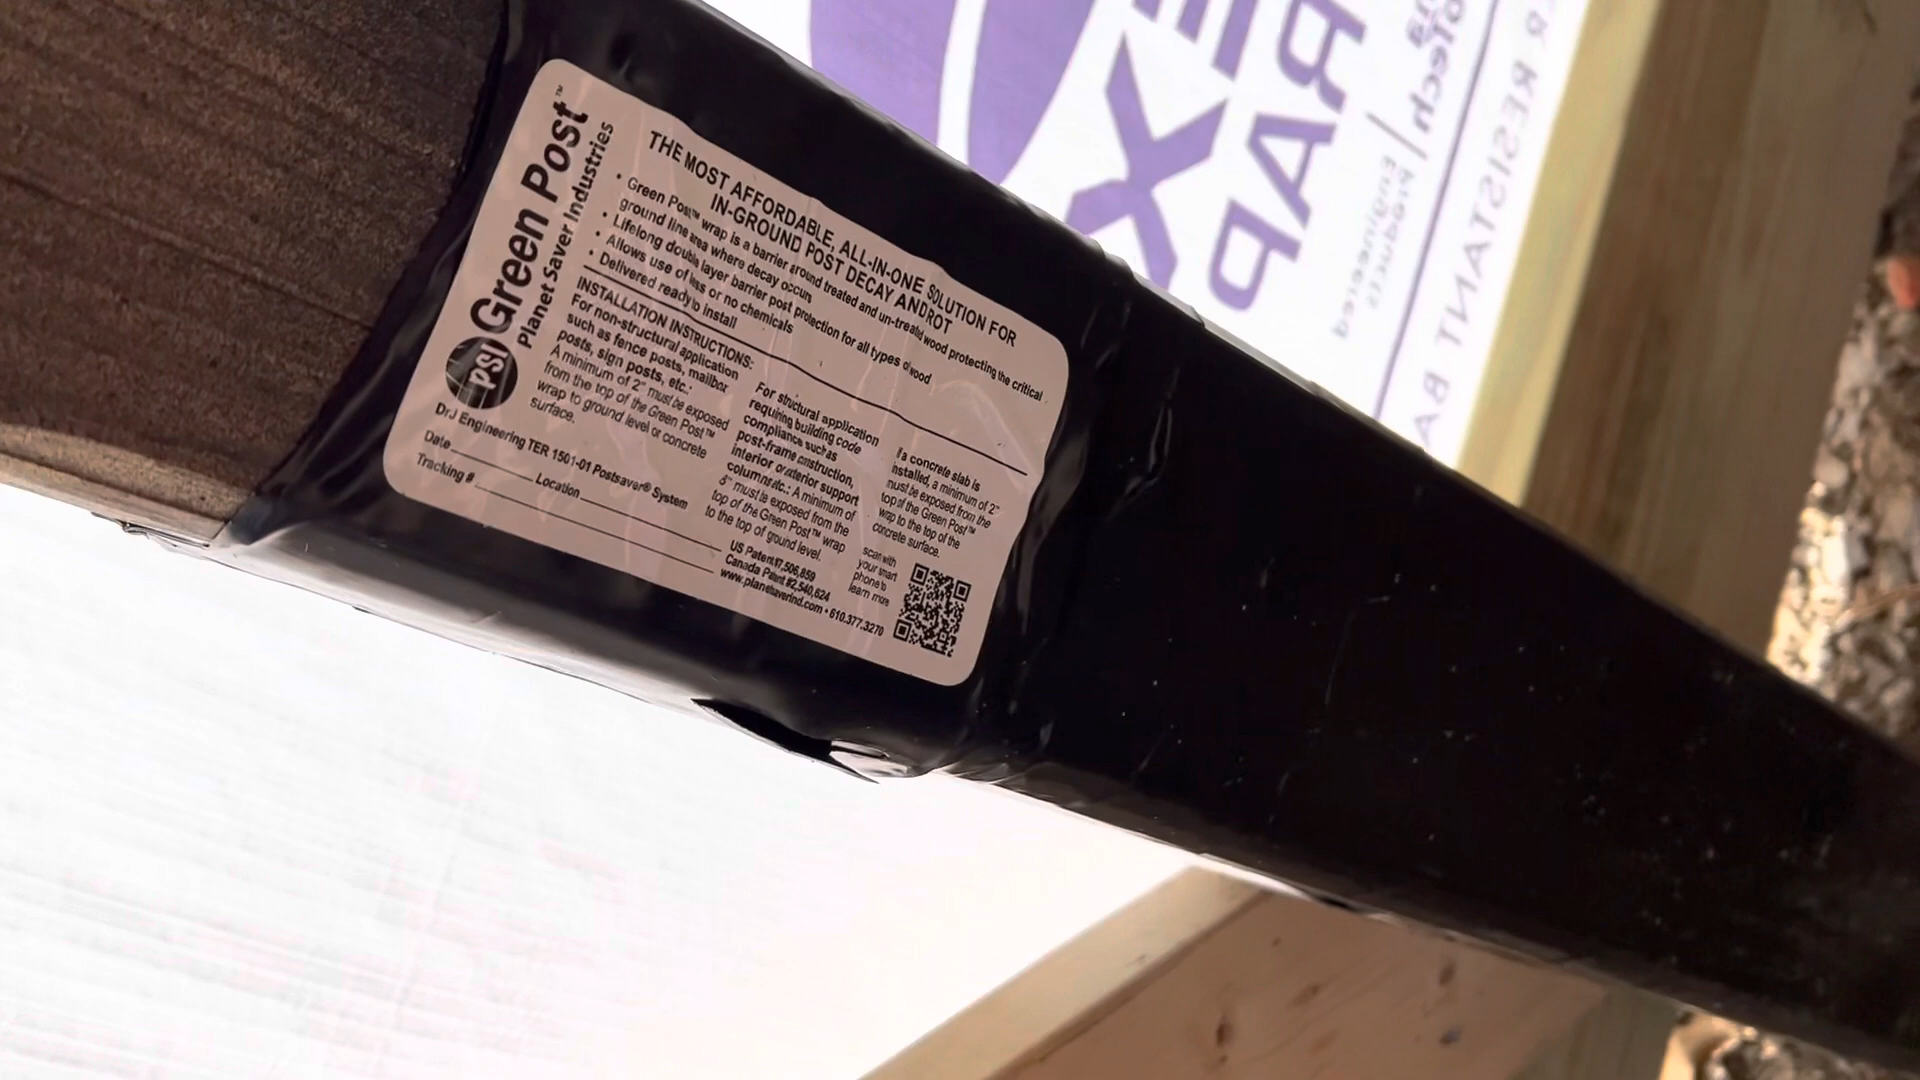 psi Green Post™
Planet Saver Industries
THE MOST AFFORDABLE, ALL-IN-ONE SOLUTION FOR
IN-GROUND POST DECAY AND ROT
• Green Post™ wrap is a barrier around treated and un-treated wood protecting the critical
ground line area where decay occurs
• Lifelong double layer barrier post protection for all types of wood
• Allows use of less or no chemicals
• Delivered ready to install
INSTALLATION INSTRUCTIONS:
For non-structural application
such as fence posts, mailbox
posts, sign posts, etc.:
A minimum of 2" must be exposed
from the top of the Green Post™
wrap to ground level or concrete
surface.
For structural application
requiring building code
compliance such as
post-frame construction,
interior or exterior support
columns etc.: A minimum of
must be exposed from the
top of the Green Post™ wrap
to the top of ground level.
If a concrete slab is
installed, a minimum of 2"
must be exposed from the
top of the Green Post™
wrap to the top of the
concrete surface.
DrJ Engineering TER 1501-01 Postsaver® System
Date Location
Tracking #
US Patent #7,506,859
Canada Patent #2,540,624
www.planetsaverind.com • 610.377.3270
scan with
your smart
phone to
learn more
EX
RAP
Tech
Engineered
Products
R RESISTANT BA